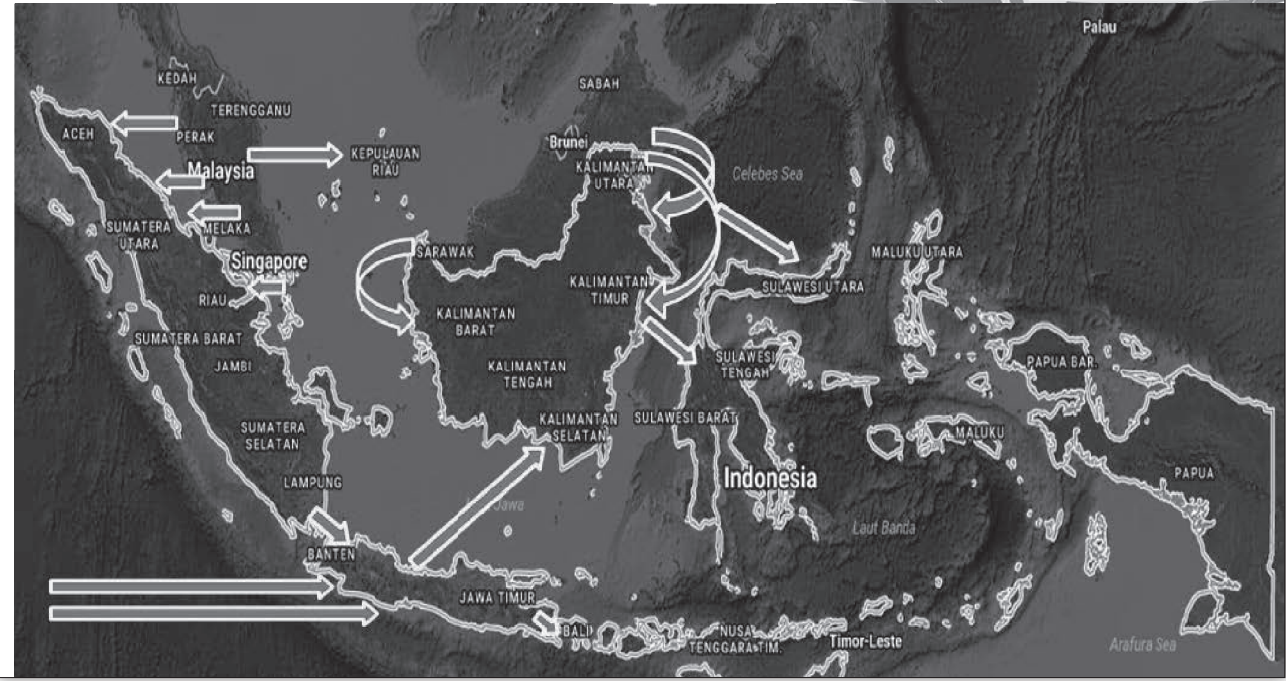 Palau
KEDAH
SABAH
TERENGGANU
ACEH
PERAK
Brunei
KEPULAUAN
RIAU
Malaysia
KALIMANTAN
UTARA
Celebes Sea
SUMATERA
UTARA
MELAKA
SARAWAK
MALUKU UTARA
Singapore
KALIMANTAN
TIMUR
SULAWESI UTARA
RIAU
KALIMANTAN
BARAT
SUMATERA BARAT
JAMBI
SULAWESI
TENGAH
PAPUA BAR.
KALIMANTAN
TENGAH
SUMATERA
SELATAN
KALIMANTAN
SELATAN
SULAWESI BARAT
MALUKU
LAMPUNG
Indonesia
PAPUA
Jawa
Laut Banda
BANTEN
JAWA TIMUR
BALI
NUSA
TENGGARA TIM.
Timor-Leste
Arafura Sea